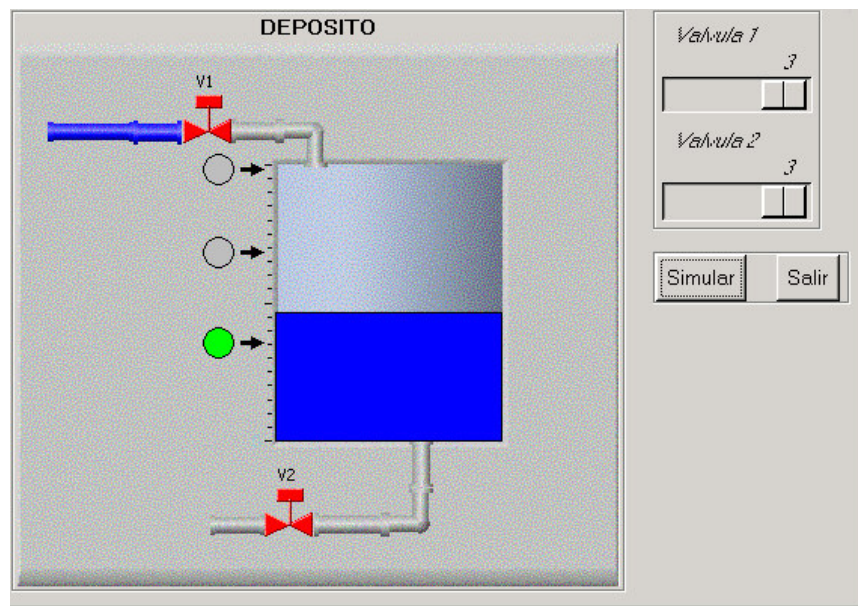 DEPOSITO
V1
V2
Valvula 1
3
Valvula 2
3
Simular
Salir